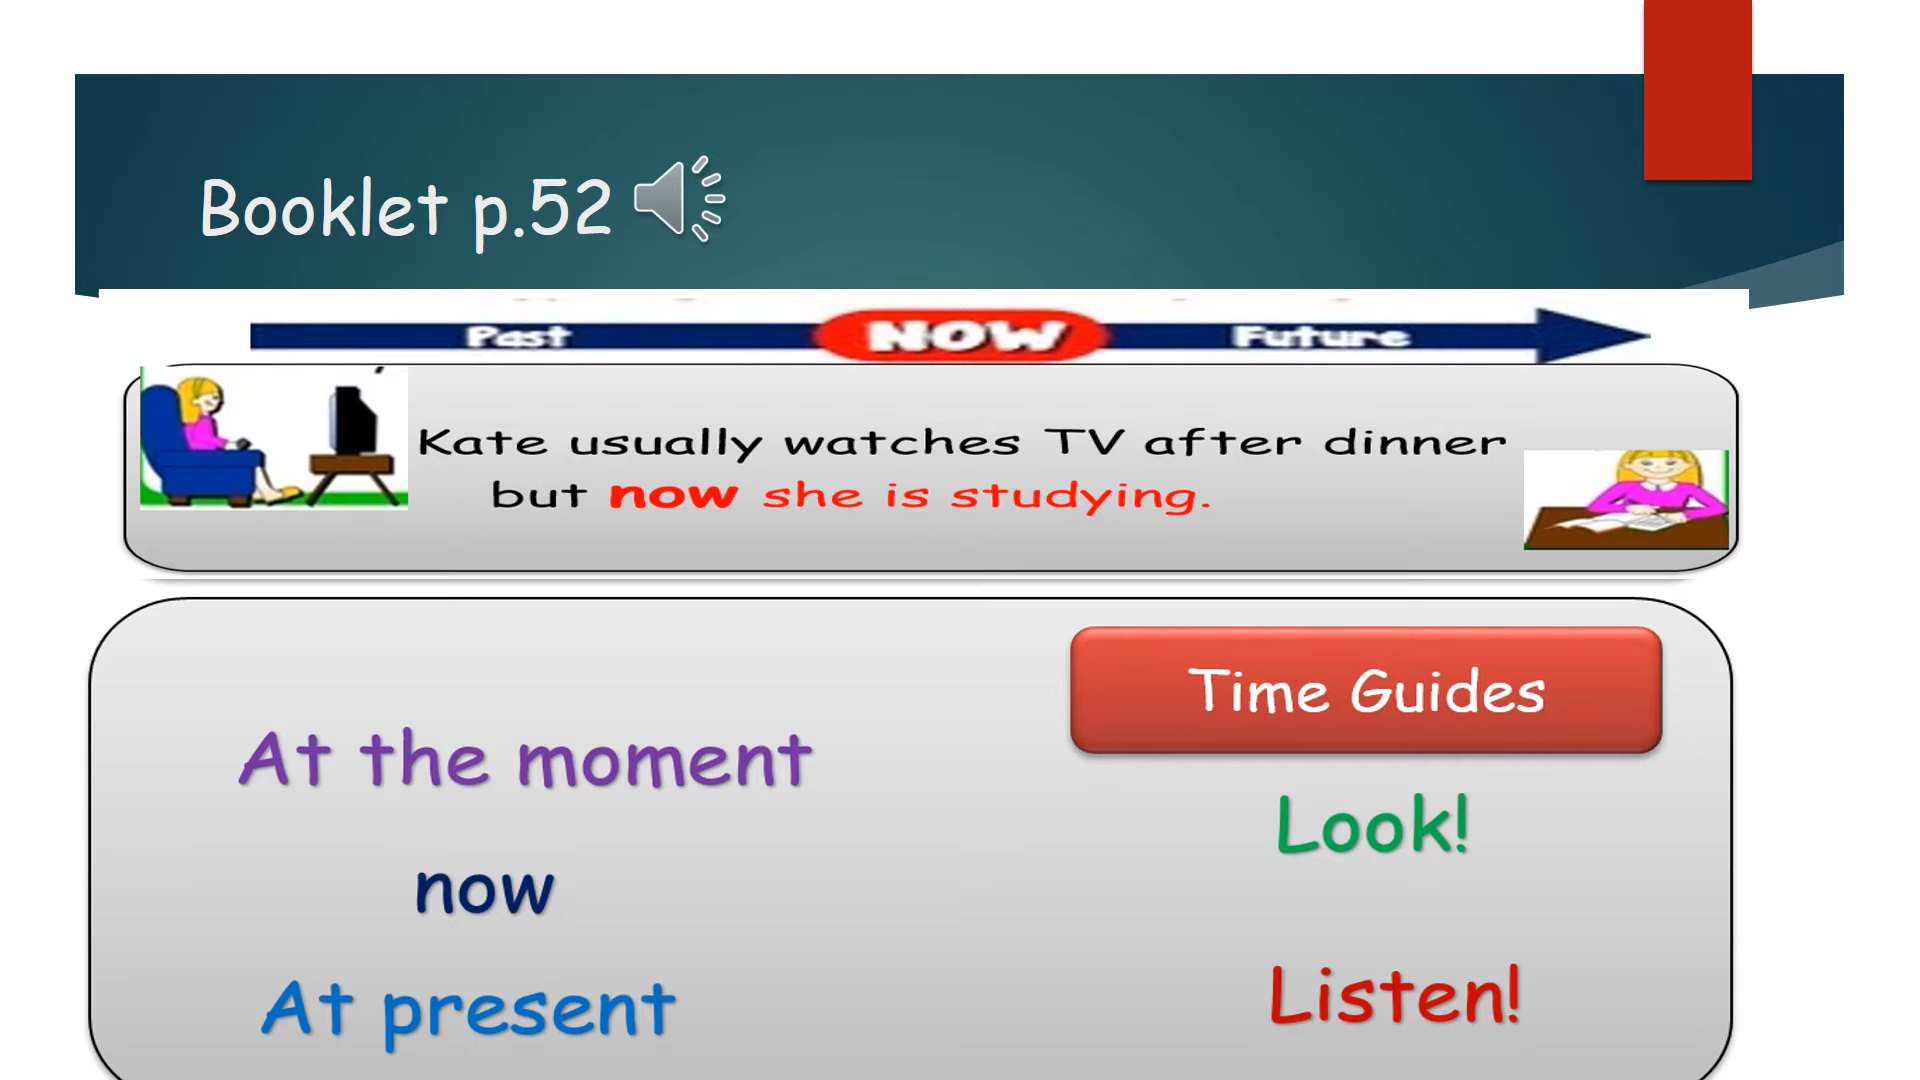 Booklet p.52
Past NOW Future
Kate usually watches TV after dinner
but now she is studying.
Time Guides
At the moment
Look!
now
Listen!
At present